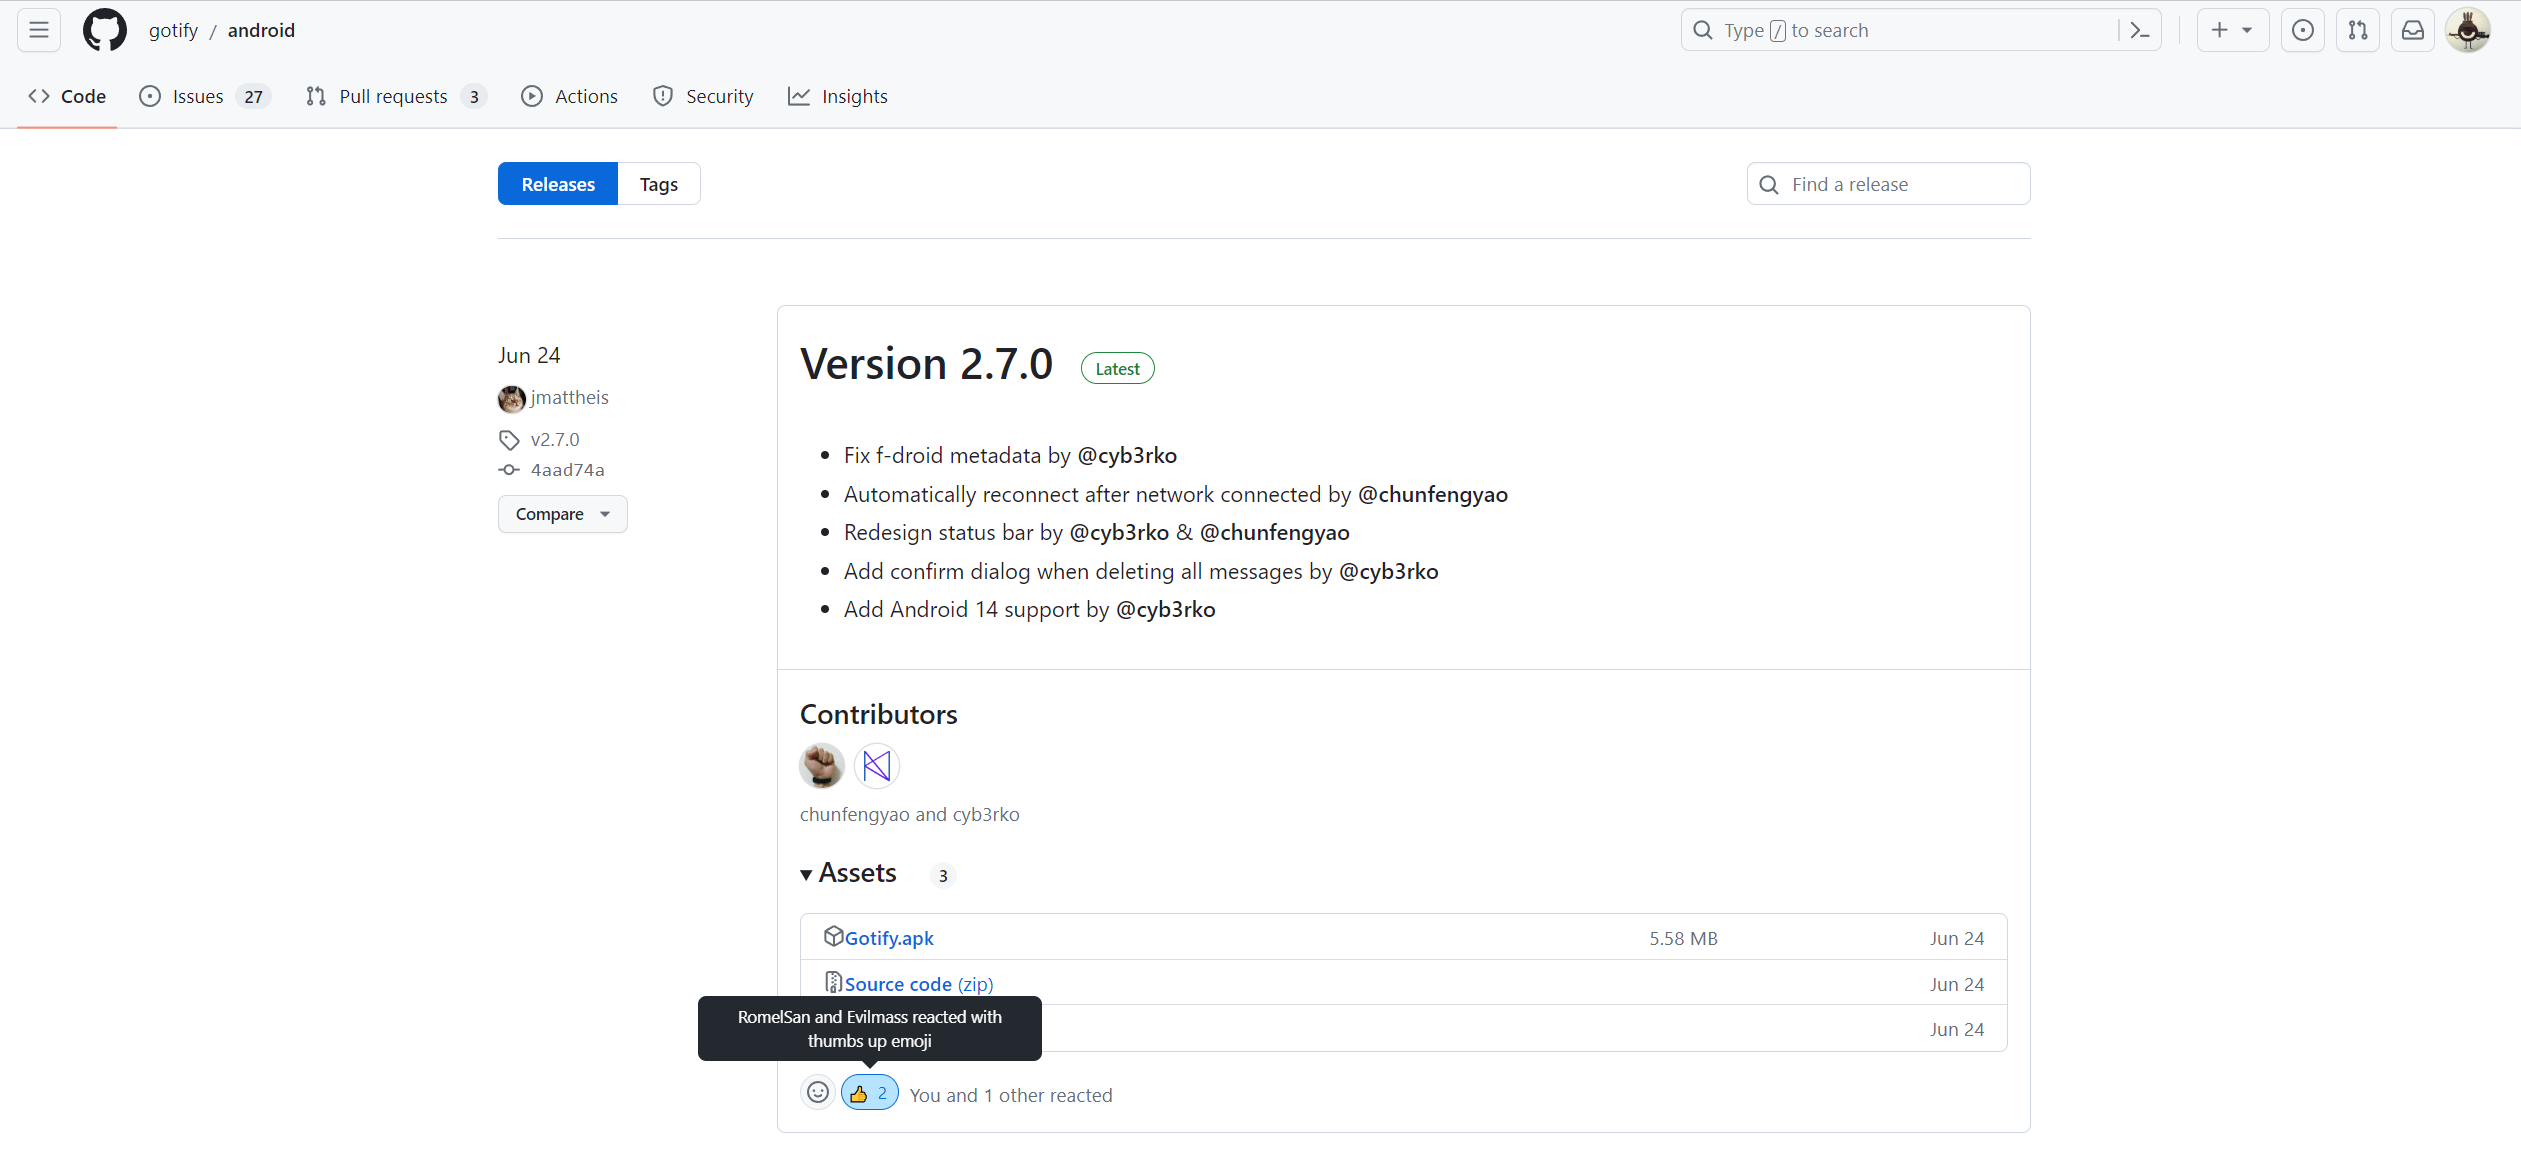 gotify / android
Type / to search
Code
Issues 27
Pull requests 3
Actions
Security
Insights
Releases
Tags
Find a release
Jun 24
jmattheis
v2.7.0
4aad74a
Compare
Version 2.7.0 Latest
Fix f-droid metadata by @cyb3rko
Automatically reconnect after network connected by @chunfengyao
Redesign status bar by @cyb3rko & @chunfengyao
Add confirm dialog when deleting all messages by @cyb3rko
Add Android 14 support by @cyb3rko
Contributors
chunfengyao and cyb3rko
Assets 3
Gotify.apk 5.58 MB Jun 24
Source code (zip) Jun 24
Jun 24
RomelSan and Evilmass reacted with
thumbs up emoji
2 You and 1 other reacted